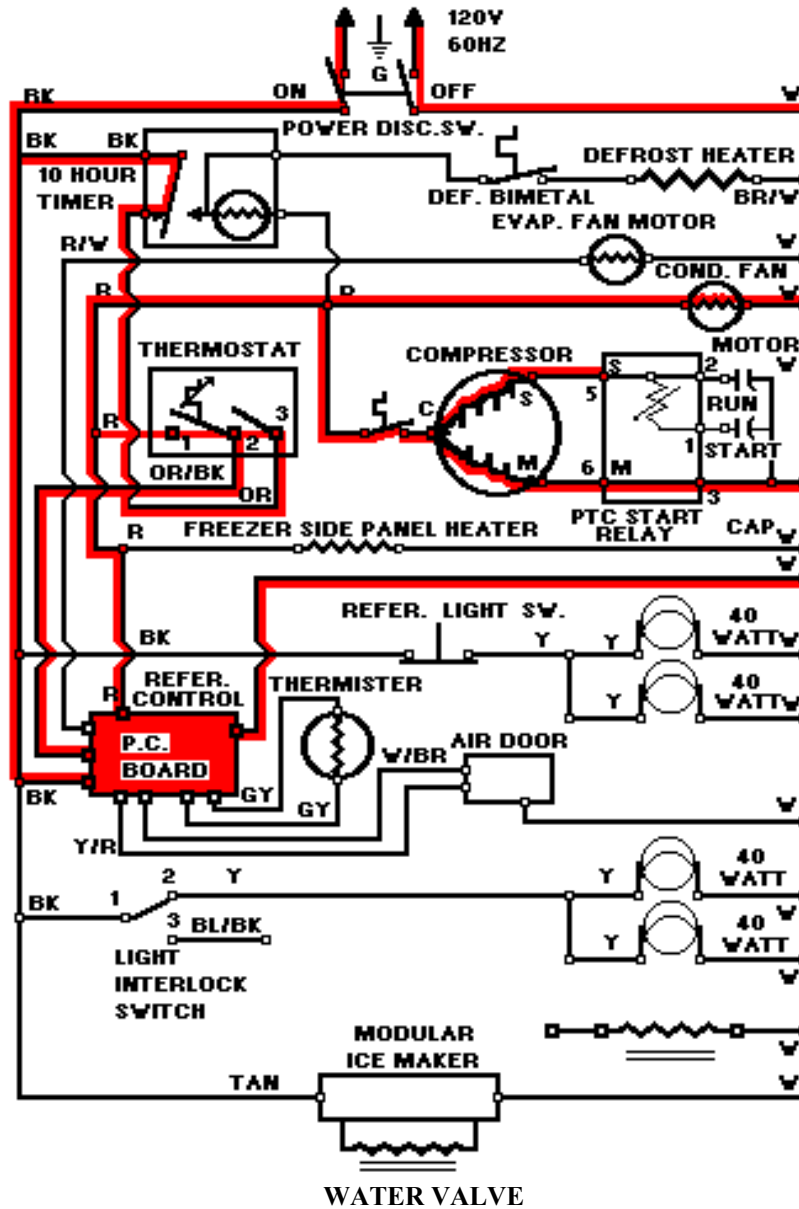 120V
60HZ
G
ON
OFF
BK
W
POWER DISC.SW.
BK
BK
10 HOUR
TIMER
DEFROST HEATER
DEF. BIMETAL
BR/W
EVAP. FAN MOTOR
R/W
W
COND. FAN
R
W
MOTOR
THERMOSTAT
COMPRESSOR
W
S
2
3
C
S
5
RUN
R
1
2
1
START
OR/BK
M
6
M
OR
3
PTC START
RELAY
R
FREEZER SIDE PANEL HEATER
CAP
W
W
REFER. LIGHT SW.
BK
Y
Y
40
WATT
W
REFER.
CONTROL
THERMISTER
R
Y
40
WATT
W
P.C.
BOARD
AIR DOOR
W/BR
BK
GY
GY
W
Y/R
2
Y
Y
40
WATT
BK
1
W
3
BL/BK
Y
40
WATT
LIGHT
INTERLOCK
SWITCH
W
MODULAR
ICE MAKER
W
TAN
W
WATER VALVE